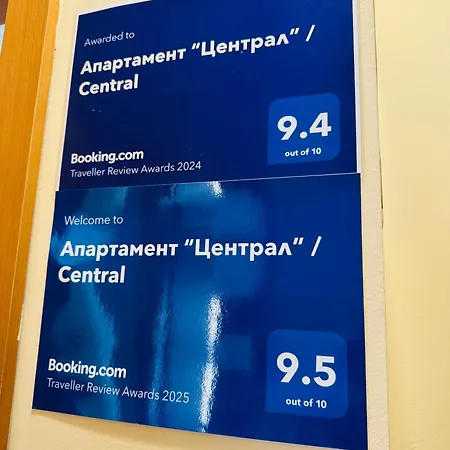 Awarded to
Апартамент “Централ” /
Central
9.4
out of 10
Booking.com
Traveller Review Awards 2024
Welcome to
Апартамент “Централ” /
Central
9.5
out of 10
Booking.com
Traveller Review Awards 2025